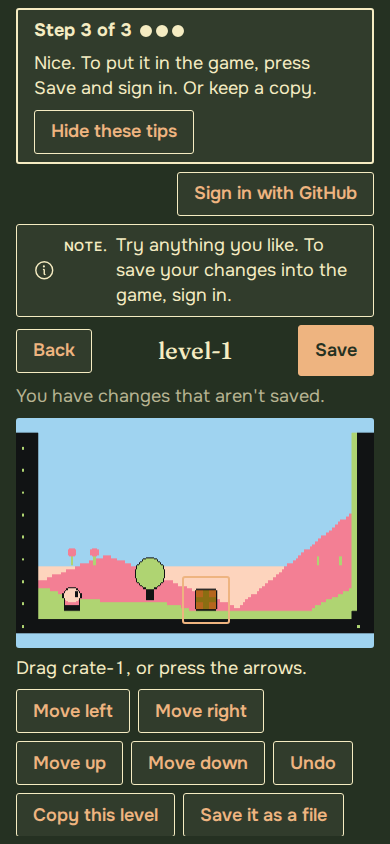 Step 3 of 3
Nice. To put it in the game, press
Save and sign in. Or keep a copy.
Hide these tips
Sign in with GitHub
NOTE. Try anything you like. To
save your changes into the
game, sign in.
Back
level-1
Save
You have changes that aren't saved.
Drag crate-1, or press the arrows.
Move left
Move right
Move up
Move down
Undo
Copy this level
Save it as a file